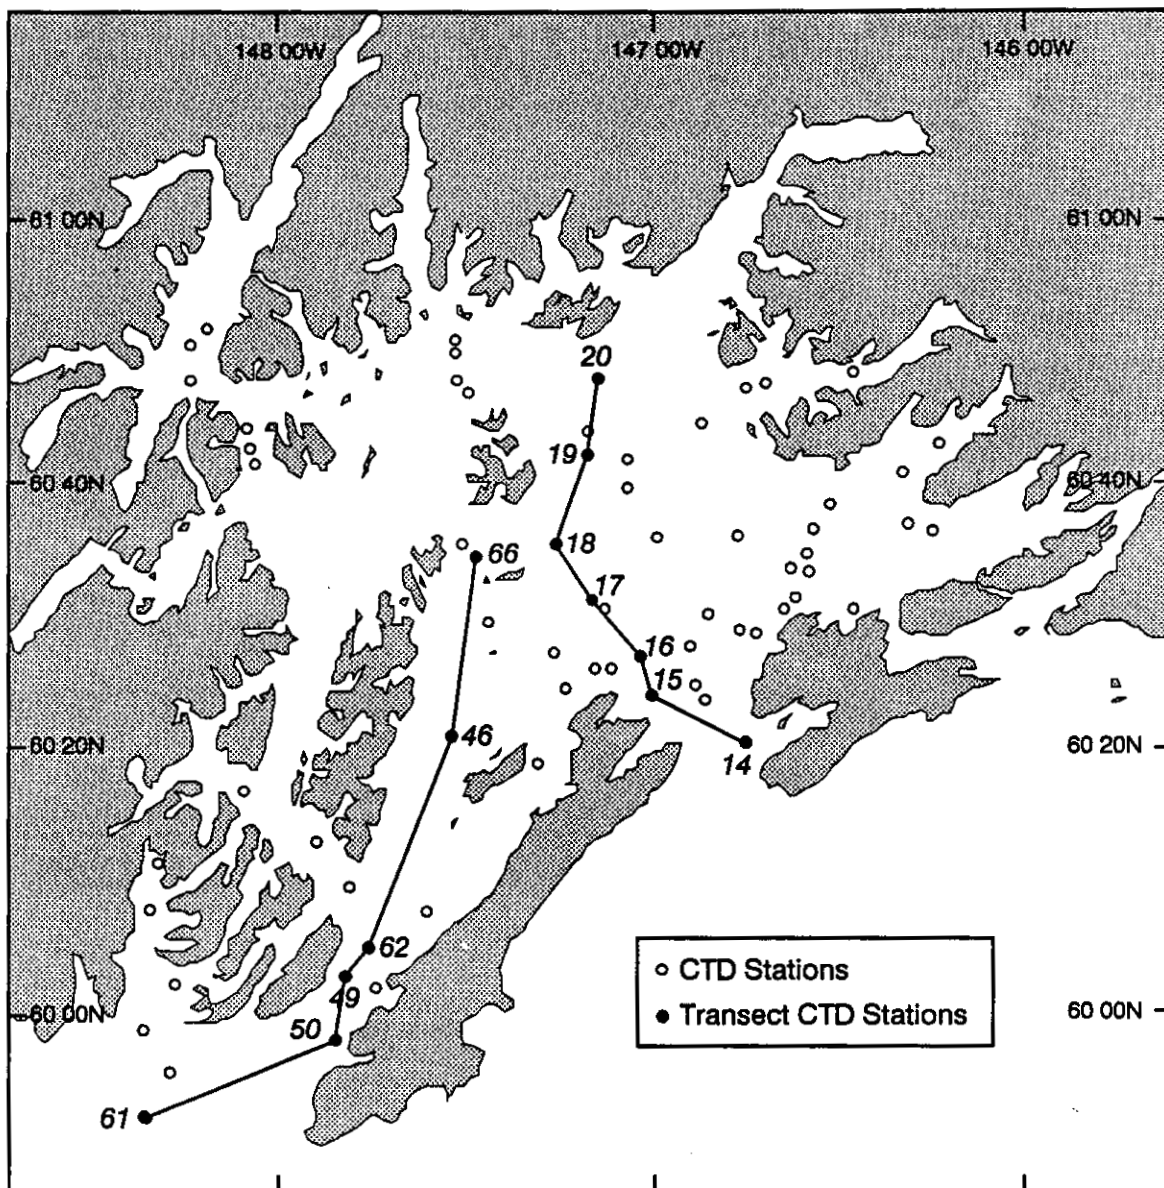 148 00W 147 00W 146 00W
61 00N 61 00N
20
19
60 40N 60 40N
18
66
17
16
15
46
60 20N 60 20N
14
62
CTD Stations
49
60 00N 60 00N
Transect CTD Stations
50
61